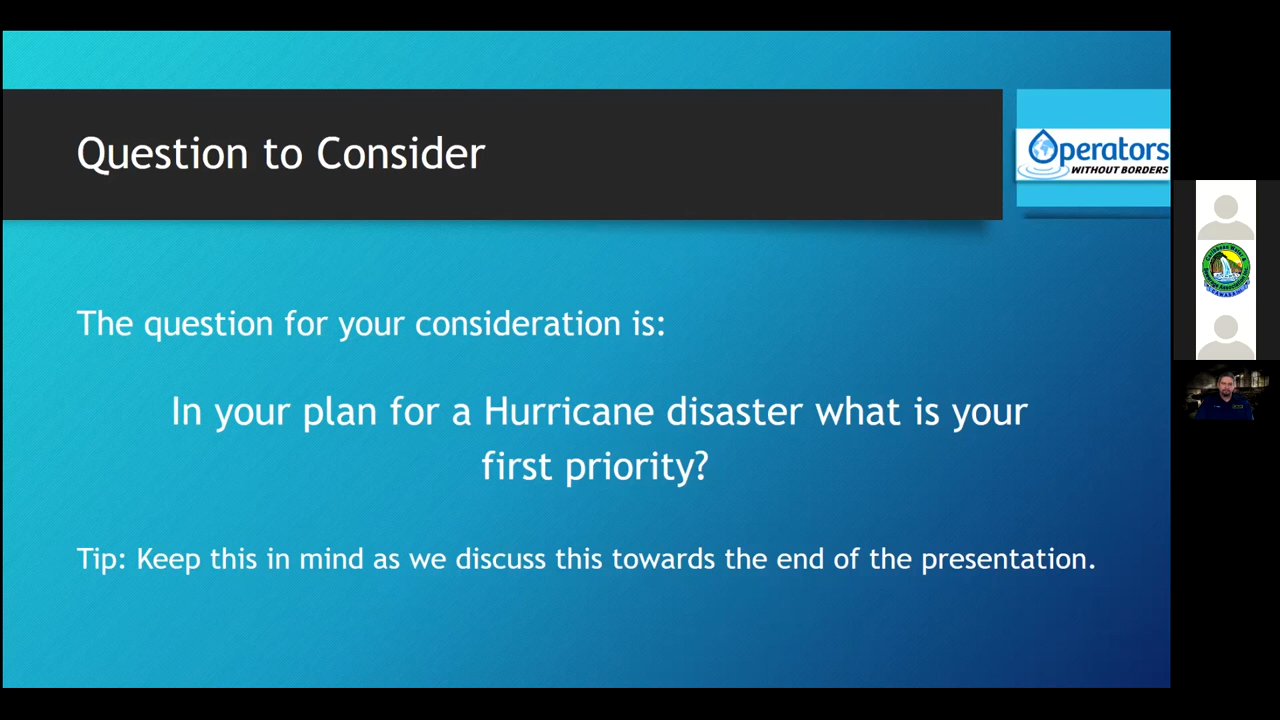 Question to Consider
Operators
WITHOUT BORDERS
The question for your consideration is:
In your plan for a Hurricane disaster what is your
first priority?
Tip: Keep this in mind as we discuss this towards the end of the presentation.